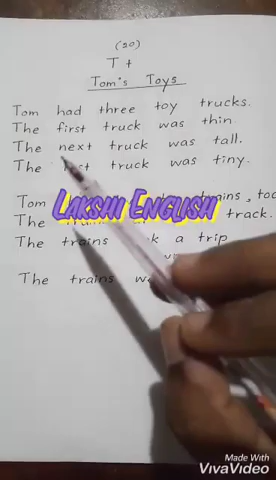 (20)
T t
Tom's Toys
Tom had three toy trucks.
The first truck was thin.
The next truck was tall.
The truck was tiny.
Tom trains, too
The track.
The trains a trip
The trains
LAKSHI ENGLISH
Made With
VivaVideo